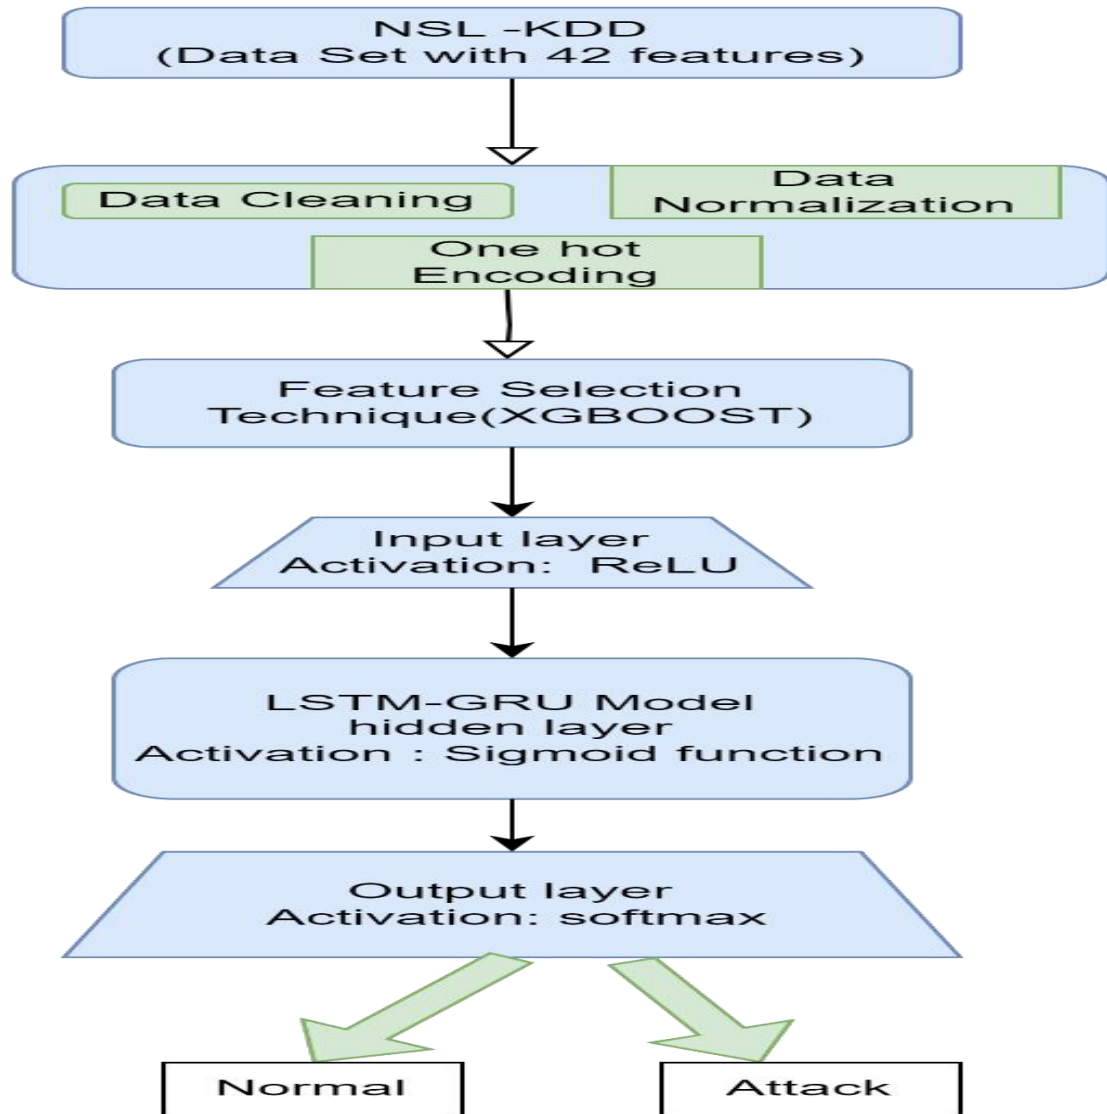 NSL -KDD
(Data Set with 42 features)
Data Cleaning
Data
Normalization
One hot
Encoding
Feature Selection
Technique(XGBOOST)
Input layer
Activation:  ReLU
LSTM-GRU Model
hidden layer
Activation : Sigmoid function
Output layer
Activation: softmax
Normal
Attack